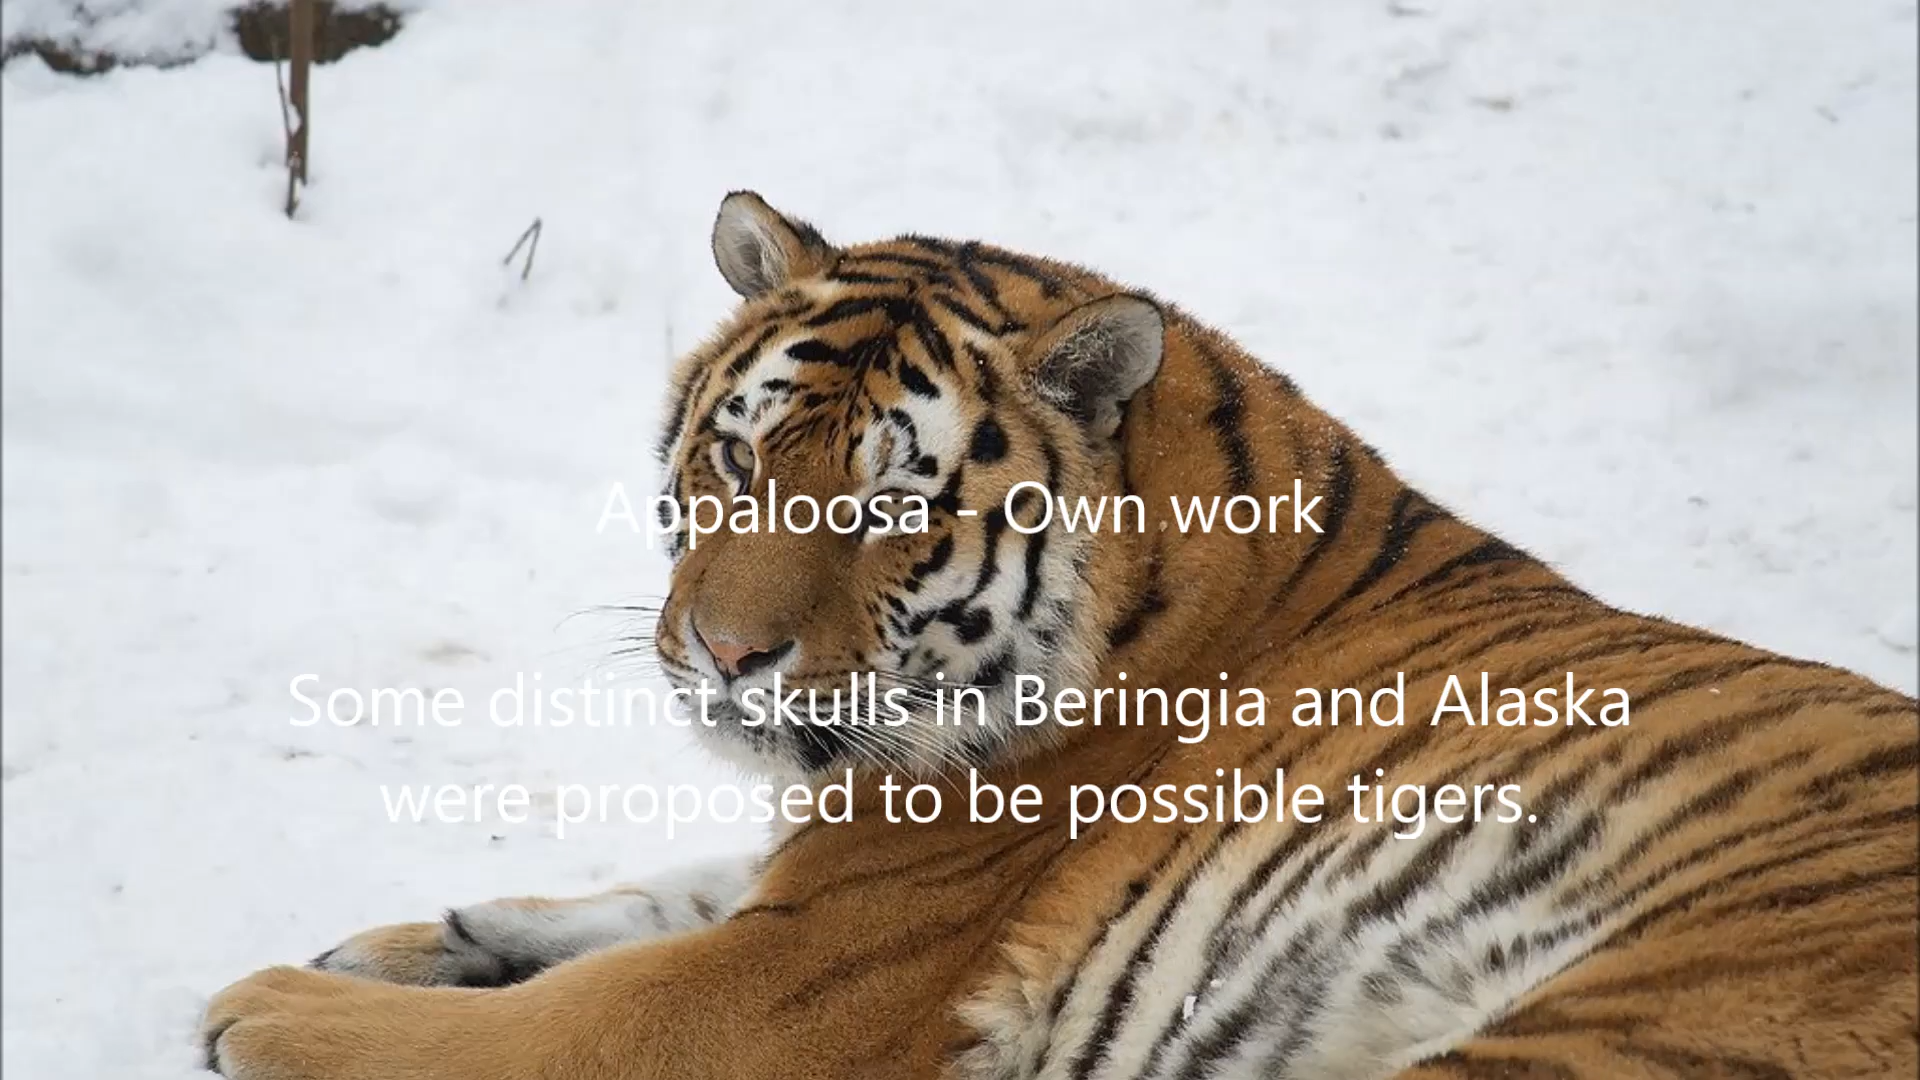 Appaloosa - Own work
Some distinct skulls in Beringia and Alaska
were proposed to be possible tigers.